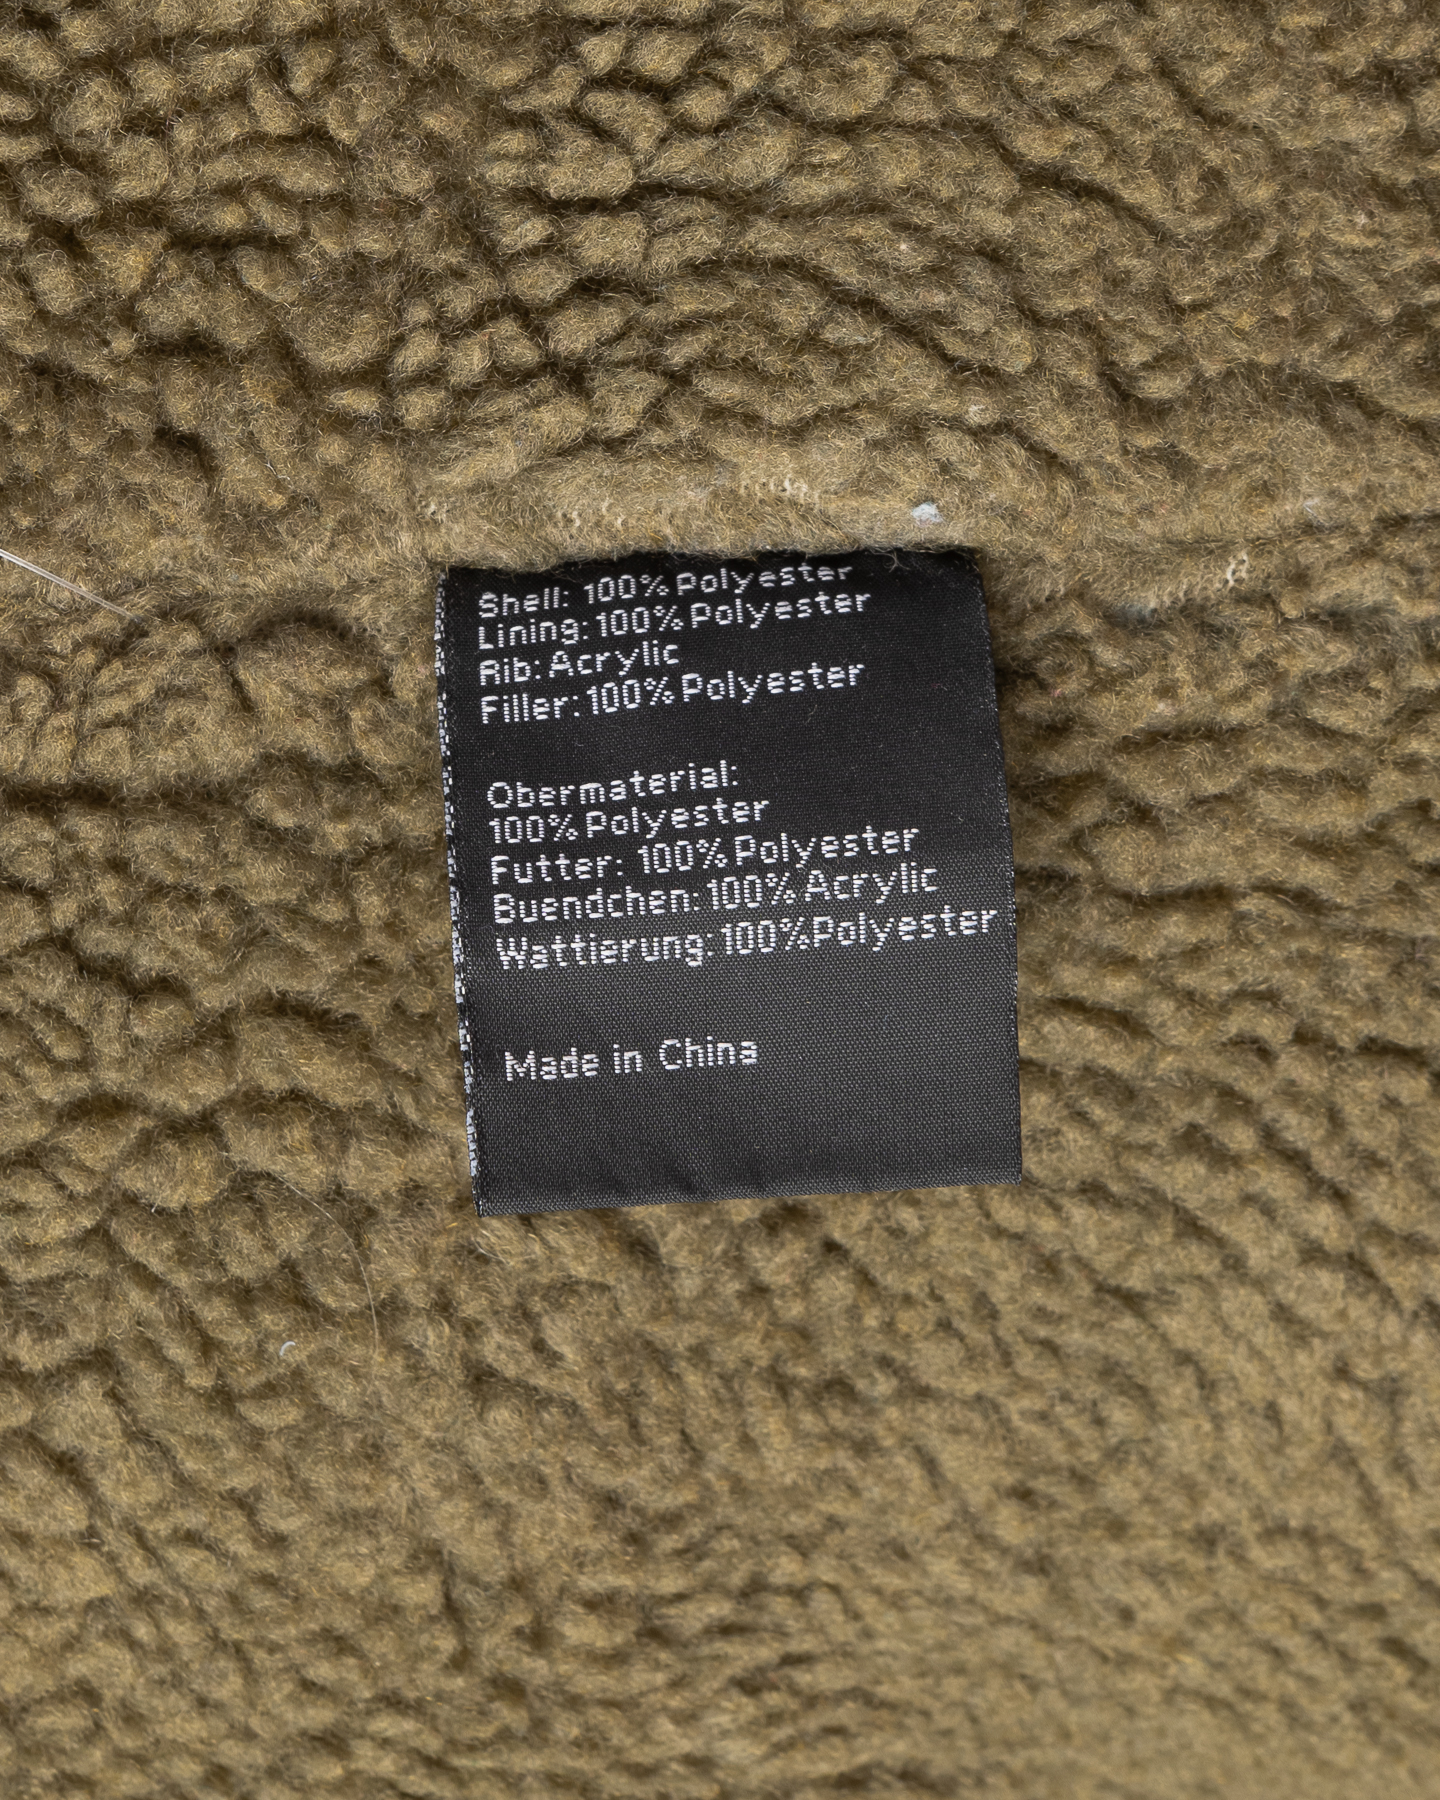 Shell: 100% Polyester
Lining: 100% Polyester
Rib: Acrylic
Filler: 100% Polyester
Obermaterial:
100% Polyester
Futter: 100% Polyester
Buendchen: 100% Acrylic
Wattierung: 100% Polyester
Made in China